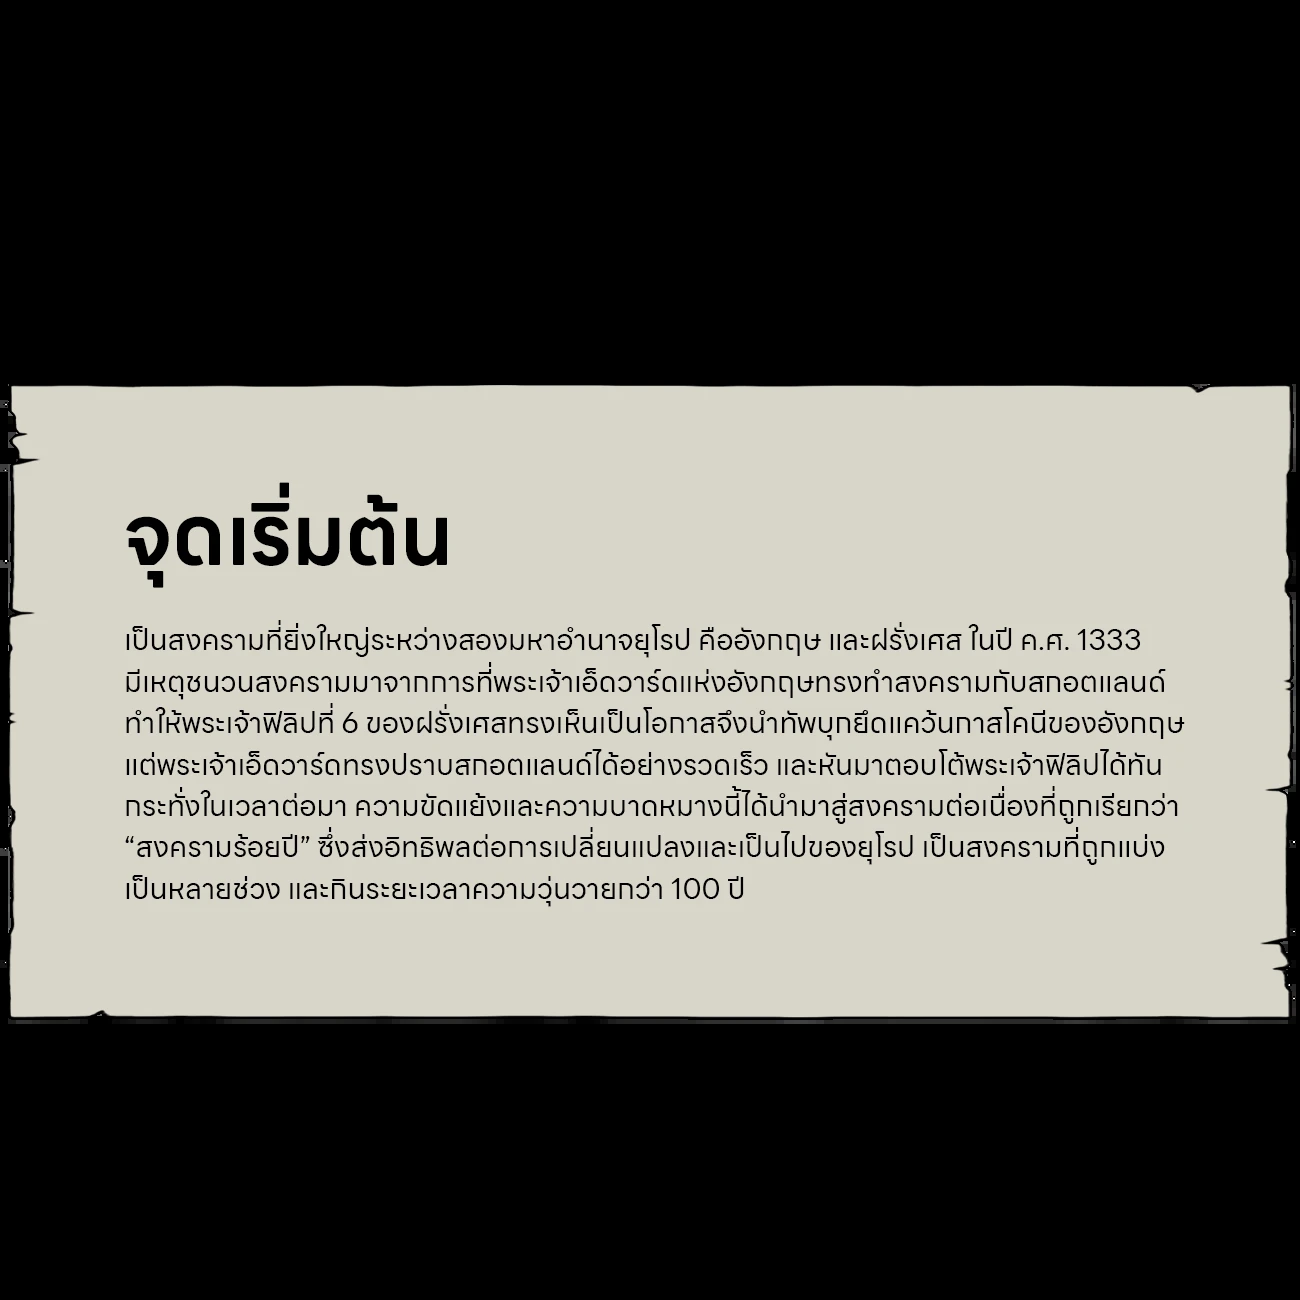 จุดเริ่มต้น
เป็นสงครามที่ยิ่งใหญ่ระหว่างสองมหาอำนาจยุโรป คืออังกฤษ และฝรั่งเศส ในปี ค.ศ. 1333
มีเหตุชนวนสงครามมาจากการที่พระเจ้าเอ็ดวาร์ดแห่งอังกฤษทรงทำสงครามกับสกอตแลนด์
ทำให้พระเจ้าฟิลิปที่ 6 ของฝรั่งเศสทรงเห็นเป็นโอกาสจึงนำทัพบุกยึดแคว้นกาสโคนีของอังกฤษ
แต่พระเจ้าเอ็ดวาร์ดทรงปราบสกอตแลนด์ได้อย่างรวดเร็ว และหันมาตอบโต้พระเจ้าฟิลิปได้ทัน
กระทั่งในเวลาต่อมา ความขัดแย้งและความบาดหมางนี้ได้นำมาสู่สงครามต่อเนื่องที่ถูกเรียกว่า
“สงครามร้อยปี” ซึ่งส่งอิทธิพลต่อการเปลี่ยนแปลงและเป็นไปของยุโรป เป็นสงครามที่ถูกแบ่ง
เป็นหลายช่วง และกินระยะเวลาความวุ่นวายกว่า 100 ปี